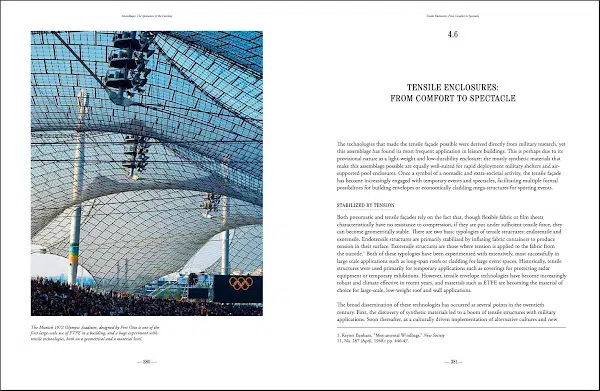 Assemblages: The Splendors of the Envelope
The Munich 1972 Olympic Stadium, designed by Frei Otto is one of the
first large-scale use of ETFE in a building, and a huge experiment with
tensile technologies, both on a geometrical and a material level.
— 380 —
Tensile Enclosures: From Comfort to Spectacle
4.6
TENSILE ENCLOSURES:
FROM COMFORT TO SPECTACLE
The technologies that made the tensile façade possible were derived directly from military research, yet
this assemblage has found its most frequent application in leisure buildings. This is perhaps due to its
provisional nature as a light-weight and low-durability enclosure: the mostly synthetic materials that
make this assemblage possible are equally well-suited for rapid deployment military shelters and air-
supported pool enclosures. Once a symbol of a nomadic and extra-societal activity, the tensile façade
has become increasingly engaged with temporary events and spectacles, facilitating multiple formal
possibilities for building envelopes or economically cladding mega-structures for sporting events.
STABILIZED BY TENSION
Both pneumatic and tensile façades rely on the fact that, though flexible fabric or film sheets
characteristically have no resistance to compression, if they are put under sufficient tensile force, they
can become geometrically stable. There are two basic typologies of tensile structures: endotensile and
exotensile. Endotensile structures are primarily stabilized by inflating fabric containers to produce
tension in their surface. Exotensile structures are those where tension is applied to the fabric from
the outside.¹ Both of these typologies have been experimented with extensively, most successfully in
large scale applications such as long-span roofs or cladding for large event spaces. Historically, tensile
structures were used primarily for temporary applications such as coverings for protecting radar
equipment or temporary exhibitions. However, tensile envelope technologies have become increasingly
robust and climate effective in recent years, and materials such as ETFE are becoming the material of
choice for large-scale, low-weight roof and wall applications.
The broad dissemination of these technologies has occurred at several points in the twentieth
century. First, the discovery of synthetic materials led to a boom of tensile structures with military
applications. Soon thereafter, as a culturally driven implementation of alternative cultures and new
1. Reyner Banham, "Monumental Windbags," New Society
11, No. 287 (April, 1968): pp. 446-47.
— 381 —